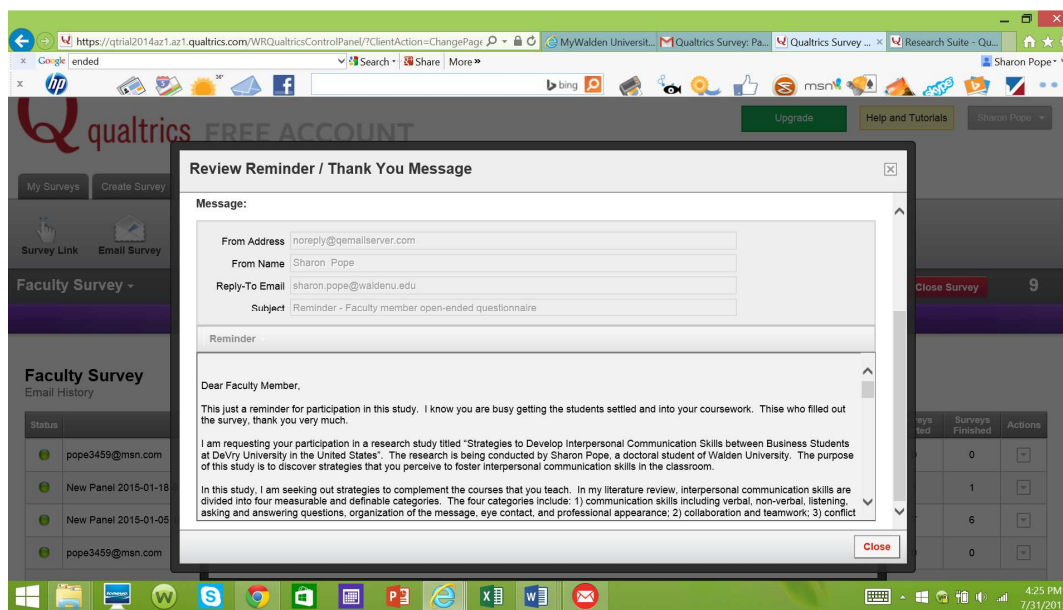 https://qtrial2014az1.az1.qualtrics.com/WRQualtricsControlPanel/?ClientAction=ChangePage
MyWalden Universit...
Qualtrics Survey: Pa...
Qualtrics Survey ...
Research Suite - Qu...
x Google ended Search Share More »
Sharon Pope
x hp 36° f bing msn skype
qualtrics FREE ACCOUNT
Upgrade Help and Tutorials Sharon Pope
My Surveys Create Survey
Review Reminder / Thank You Message
Message:
Survey Link Email Survey
From Address noreply@qemailserver.com
From Name Sharon Pope
Reply-To Email sharon.pope@waldenu.edu
Subject Reminder - Faculty member open-ended questionnaire
Faculty Survey Close Survey 9
Reminder
Dear Faculty Member,
This just a reminder for participation in this study. I know you are busy getting the students settled and into your coursework. Thise who filled out
the survey, thank you very much.
I am requesting your participation in a research study titled “Strategies to Develop Interpersonal Communication Skills between Business Students
at DeVry University in the United States”. The research is being conducted by Sharon Pope, a doctoral student of Walden University. The purpose
of this study is to discover strategies that you perceive to foster interpersonal communication skills in the classroom.
In this study, I am seeking out strategies to complement the courses that you teach. In my literature review, interpersonal communication skills are
divided into four measurable and definable categories. The four categories include: 1) communication skills including verbal, non-verbal, listening,
asking and answering questions, organization of the message, eye contact, and professional appearance; 2) collaboration and teamwork; 3) conflict
Close
Faculty Survey
Email History
Status Surveys Finished Actions
pope3459@msn.com 0
New Panel 2015-01-18 1
New Panel 2015-01-05 6
pope3459@msn.com 0
4:25 PM
7/31/201